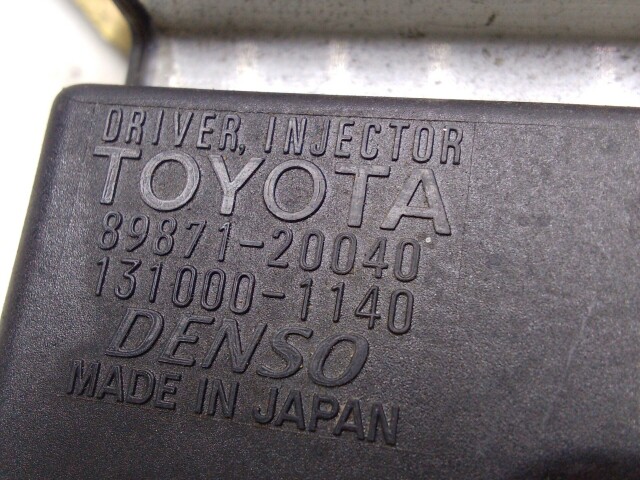 DRIVER, INJECTOR
TOYOTA
89871-20040
131000-1140
DENSO
MADE IN JAPAN